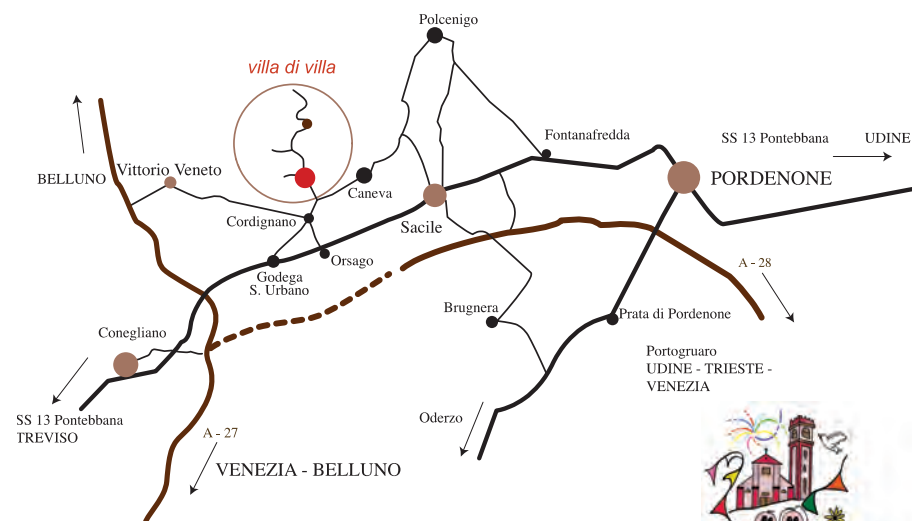 Polcenigo
villa di villa
Fontanafredda
SS 13 Pontebbana
UDINE
BELLUNO
Vittorio Veneto
Caneva
PORDENONE
Cordignano
Sacile
Orsago
Godega
S. Urbano
A - 28
Brugnera
Prata di Pordenone
Conegliano
Portogruaro
UDINE - TRIESTE -
VENEZIA
SS 13 Pontebbana
TREVISO
Oderzo
A - 27
VENEZIA - BELLUNO